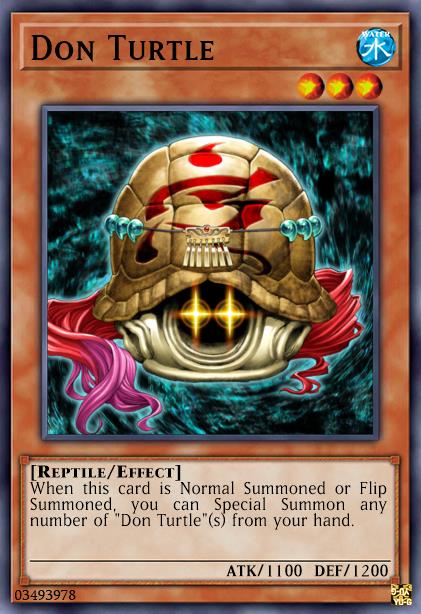 Don Turtle
WATER
水
[Reptile/Effect]
When this card is Normal Summoned or Flip
Summoned, you can Special Summon any
number of "Don Turtle"(s) from your hand.
ATK/1100 DEF/1200
03493978